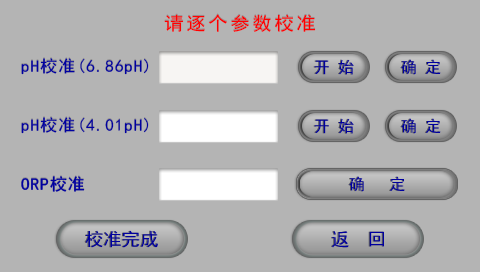 请逐个参数校准
pH校准(6.86pH) 开 始 确 定
pH校准(4.01pH) 开 始 确 定
ORP校准 确 定
校准完成 返 回